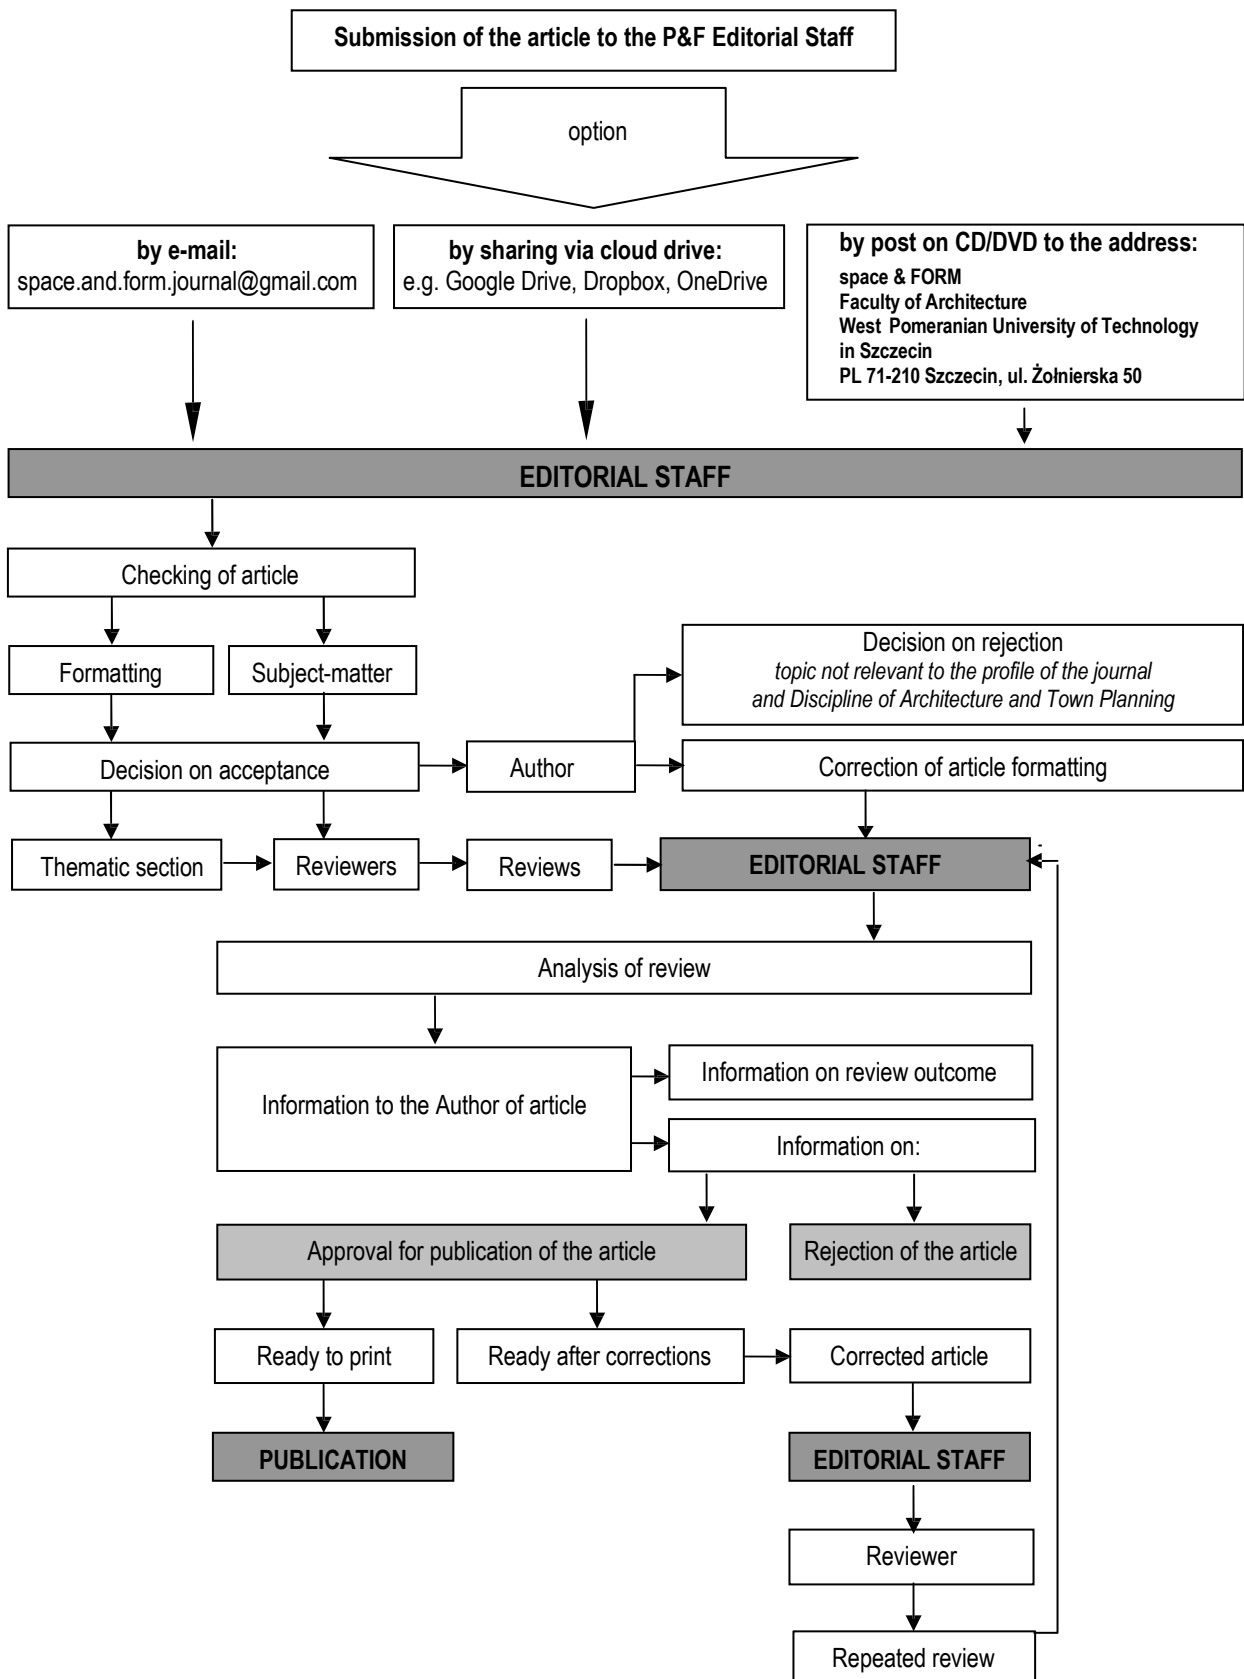 Submission of the article to the P&F Editorial Staff
option
by e-mail:
space.and.form.journal@gmail.com
by sharing via cloud drive:
e.g. Google Drive, Dropbox, OneDrive
by post on CD/DVD to the address:
space & FORM
Faculty of Architecture
West Pomeranian University of Technology
in Szczecin
PL 71-210 Szczecin, ul. Żołnierska 50
EDITORIAL STAFF
Checking of article
Formatting
Subject-matter
Decision on rejection
topic not relevant to the profile of the journal
and Discipline of Architecture and Town Planning
Decision on acceptance
Author
Correction of article formatting
Thematic section
Reviewers
Reviews
EDITORIAL STAFF
Analysis of review
Information to the Author of article
Information on review outcome
Information on:
Approval for publication of the article
Rejection of the article
Ready to print
Ready after corrections
Corrected article
PUBLICATION
EDITORIAL STAFF
Reviewer
Repeated review